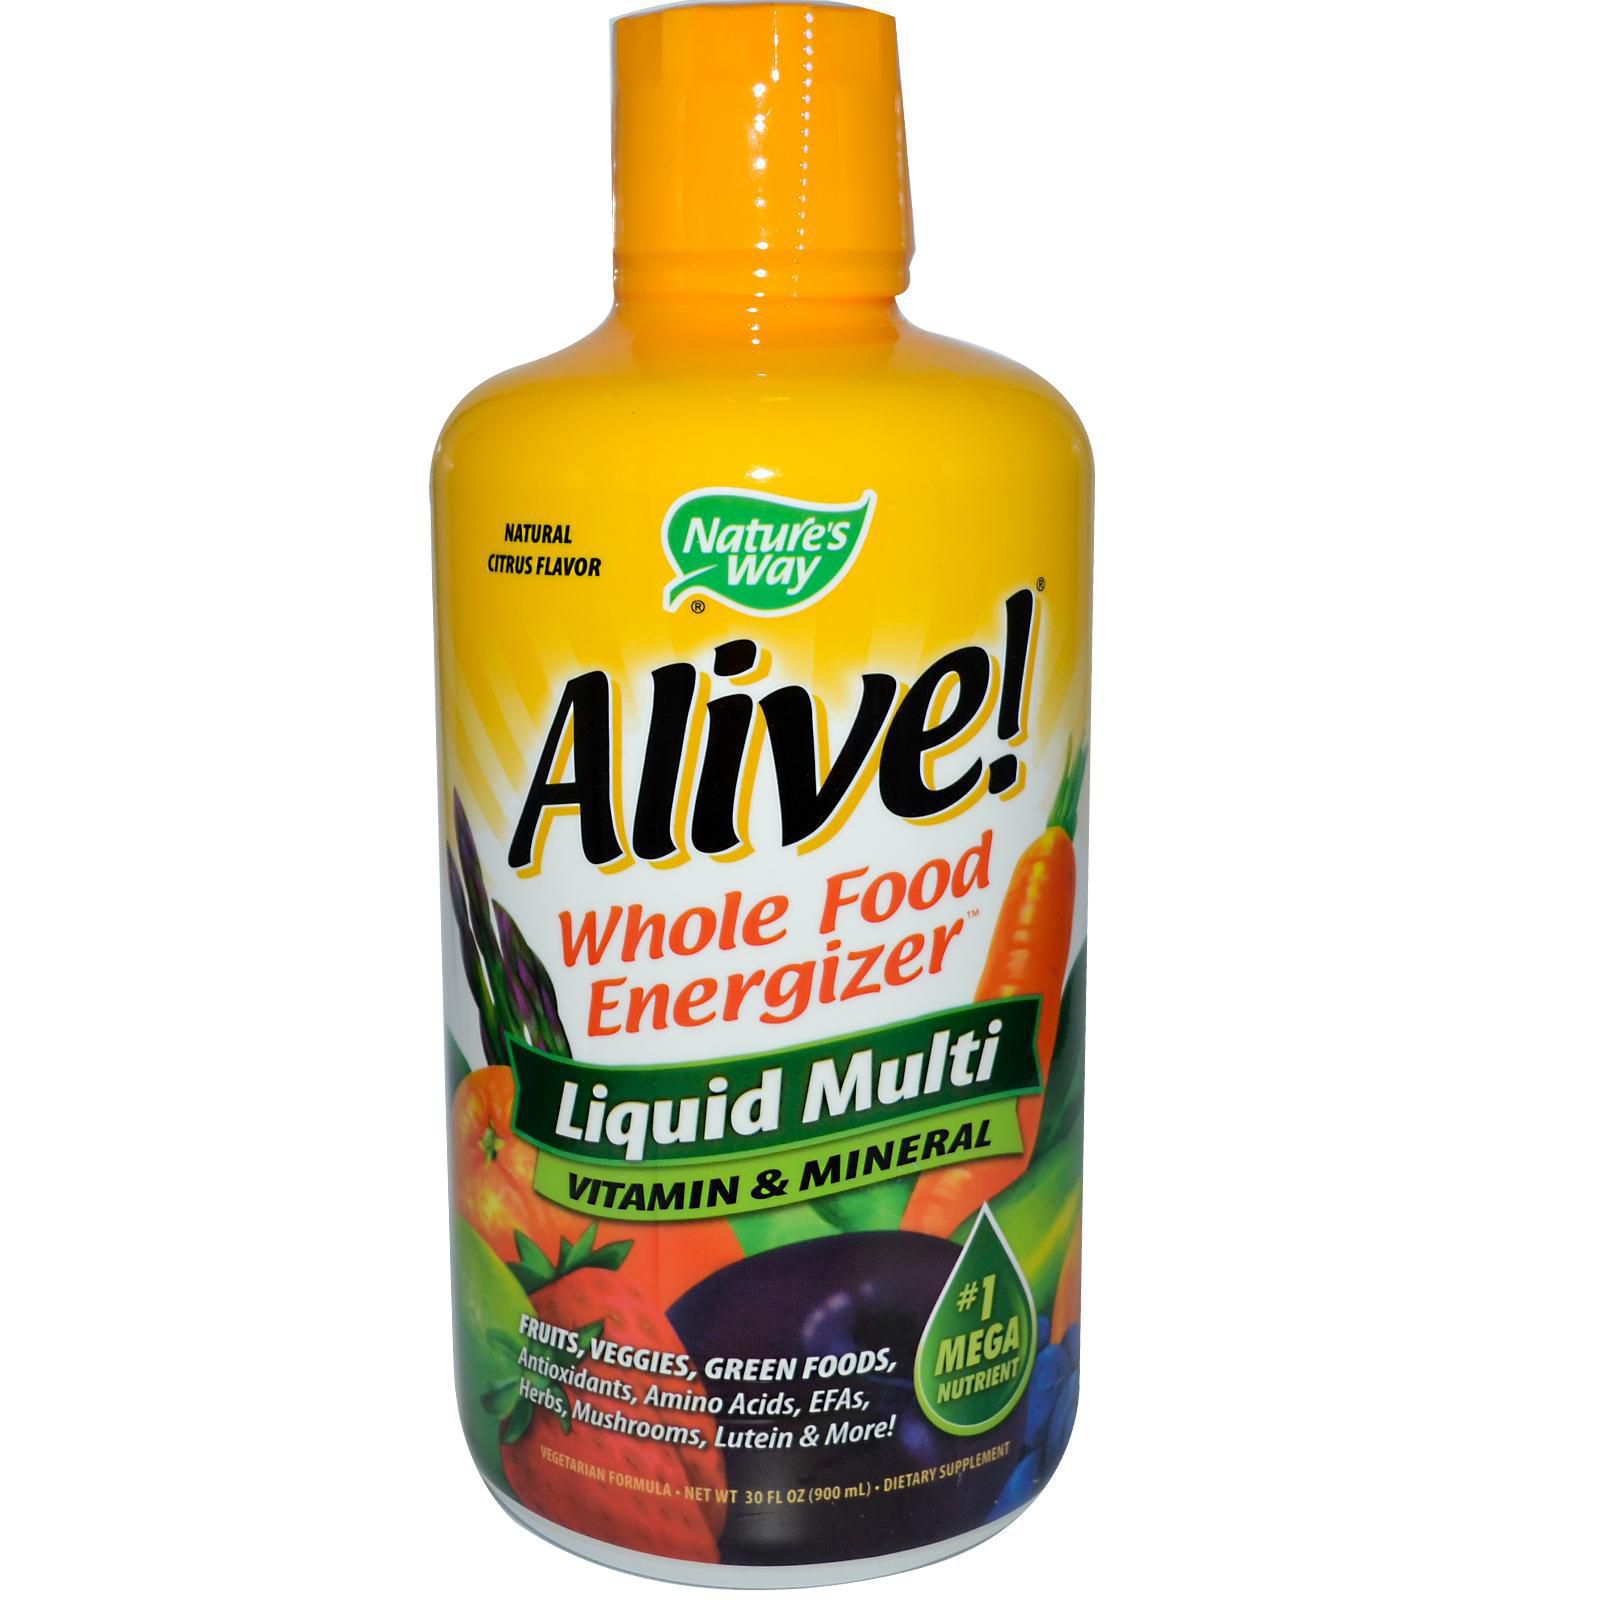 NATURAL
CITRUS FLAVOR
Nature's
Way®
Alive!®
Whole Food
Energizer™
Liquid Multi
VITAMIN & MINERAL
#1
MEGA
NUTRIENT
FRUITS, VEGGIES, GREEN FOODS,
Antioxidants, Amino Acids, EFAs,
Herbs, Mushrooms, Lutein & More!
VEGETARIAN FORMULA • NET WT 30 FL OZ (900 mL) • DIETARY SUPPLEMENT